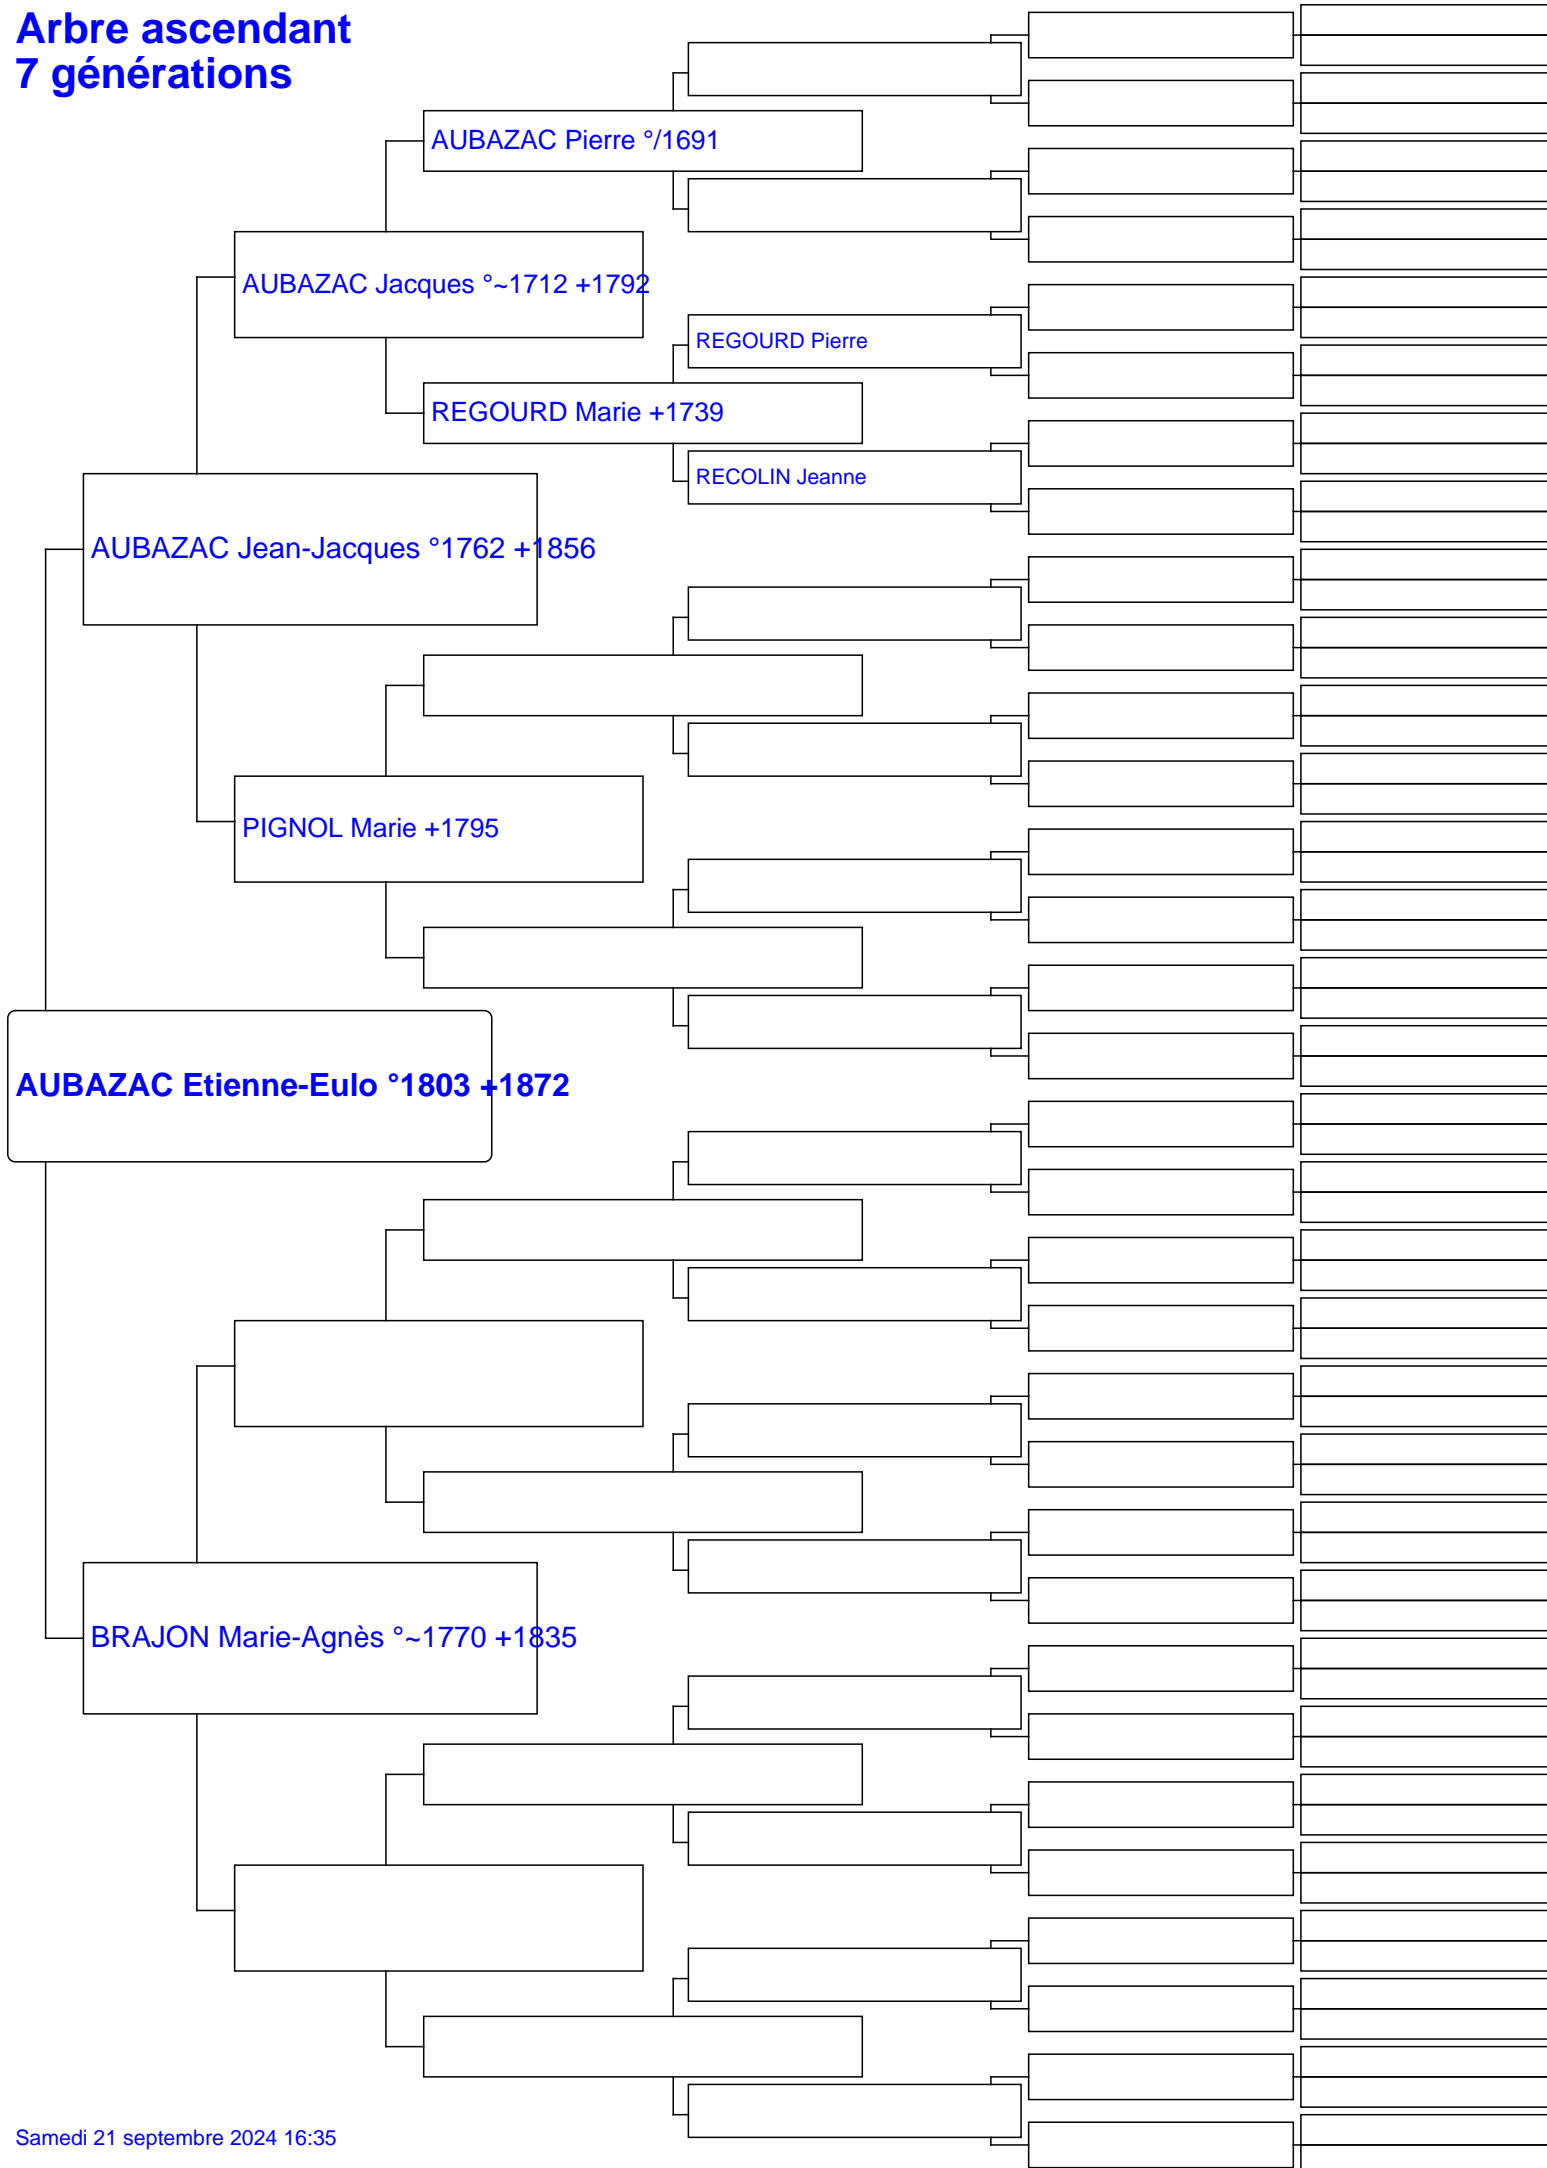 Arbre ascendant
7 générations
AUBAZAC Pierre °/1691
AUBAZAC Jacques °~1712 +1792
REGOURD Pierre
REGOURD Marie +1739
RECOLIN Jeanne
AUBAZAC Jean-Jacques °1762 +1856
PIGNOL Marie +1795
AUBAZAC Etienne-Eulo °1803 +1872
BRAJON Marie-Agnès °~1770 +1835
Samedi 21 septembre 2024 16:35